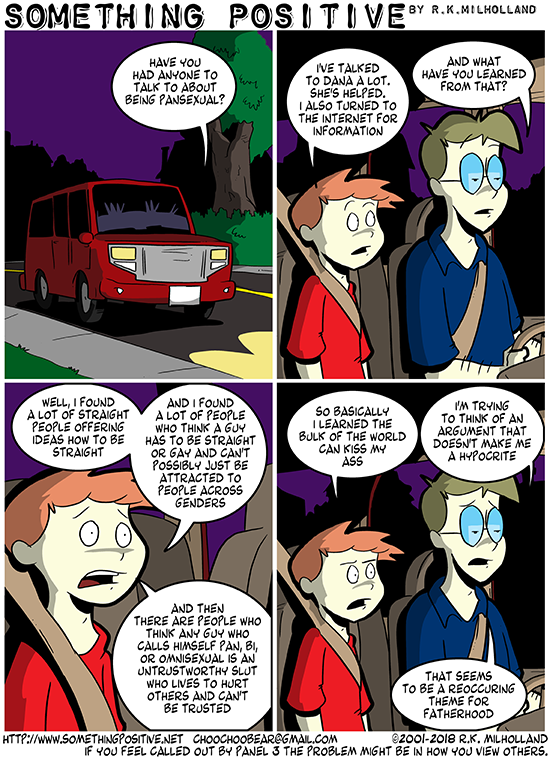 SOMETHING POSITIVE BY R.K.MILHOLLAND
HAVE YOU
HAD ANYONE TO
TALK TO ABOUT
BEING PANSEXUAL?
I'VE TALKED
TO DANA A LOT.
SHE'S HELPED.
I ALSO TURNED TO
THE INTERNET FOR
INFORMATION
AND WHAT
HAVE YOU LEARNED
FROM THAT?
WELL, I FOUND
A LOT OF STRAIGHT
PEOPLE OFFERING
IDEAS HOW TO BE
STRAIGHT
AND I FOUND
A LOT OF PEOPLE
WHO THINK A GUY
HAS TO BE STRAIGHT
OR GAY AND CAN'T
POSSIBLY JUST BE
ATTRACTED TO
PEOPLE ACROSS
GENDERS
AND THEN
THERE ARE PEOPLE WHO
THINK ANY GUY WHO
CALLS HIMSELF PAN, BI,
OR OMNISEXUAL IS AN
UNTRUSTWORTHY SLUT
WHO LIVES TO HURT
OTHERS AND CAN'T
BE TRUSTED
SO BASICALLY
I LEARNED THE
BULK OF THE WORLD
CAN KISS MY
ASS
I'M TRYING
TO THINK OF AN
ARGUMENT THAT
DOESN'T MAKE ME
A HYPOCRITE
THAT SEEMS
TO BE A REOCCURING
THEME FOR
FATHERHOOD
HTTP://WWW.SOMETHINGPOSITIVE.NET CHOOCHOOBEAR@GMAIL.COM ©2001-2018 R.K. MILHOLLAND
IF YOU FEEL CALLED OUT BY PANEL 3 THE PROBLEM MIGHT BE IN HOW YOU VIEW OTHERS.